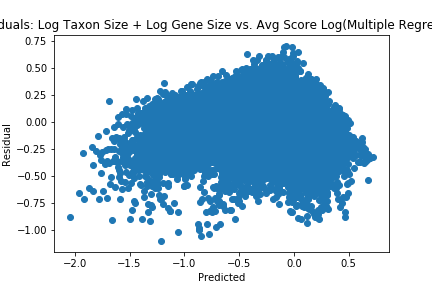 duals: Log Taxon Size + Log Gene Size vs. Avg Score Log(Multiple Regre
0.75
0.50
0.25
0.00
−0.25
−0.50
−0.75
−1.00
Residual
−2.0 −1.5 −1.0 −0.5 0.0 0.5
Predicted